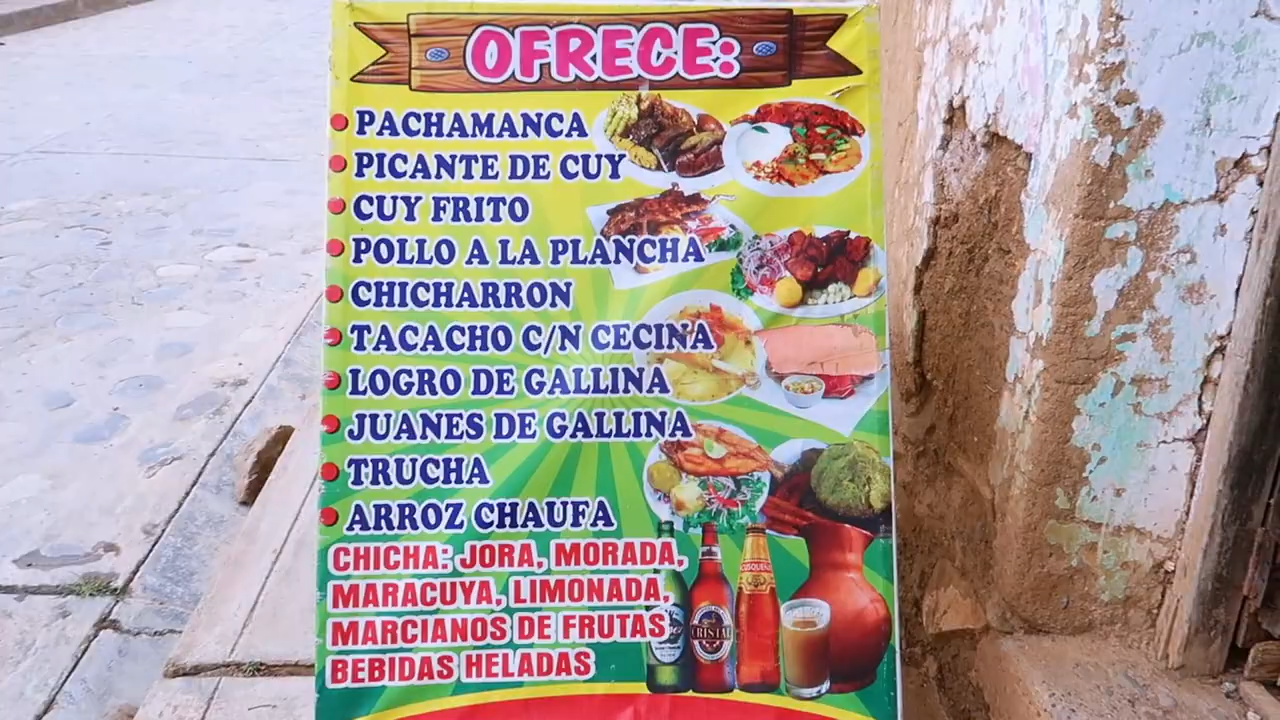 OFRECE:
PACHAMANCA
PICANTE DE CUY
CUY FRITO
POLLO A LA PLANCHA
CHICHARRON
TACACHO C/N CECINA
LOGRO DE GALLINA
JUANES DE GALLINA
TRUCHA
ARROZ CHAUFA
CHICHA: JORA, MORADA,
MARACUYA, LIMONADA,
MARCIANOS DE FRUTAS
BEBIDAS HELADAS
CUSQUEÑA
CRISTAL